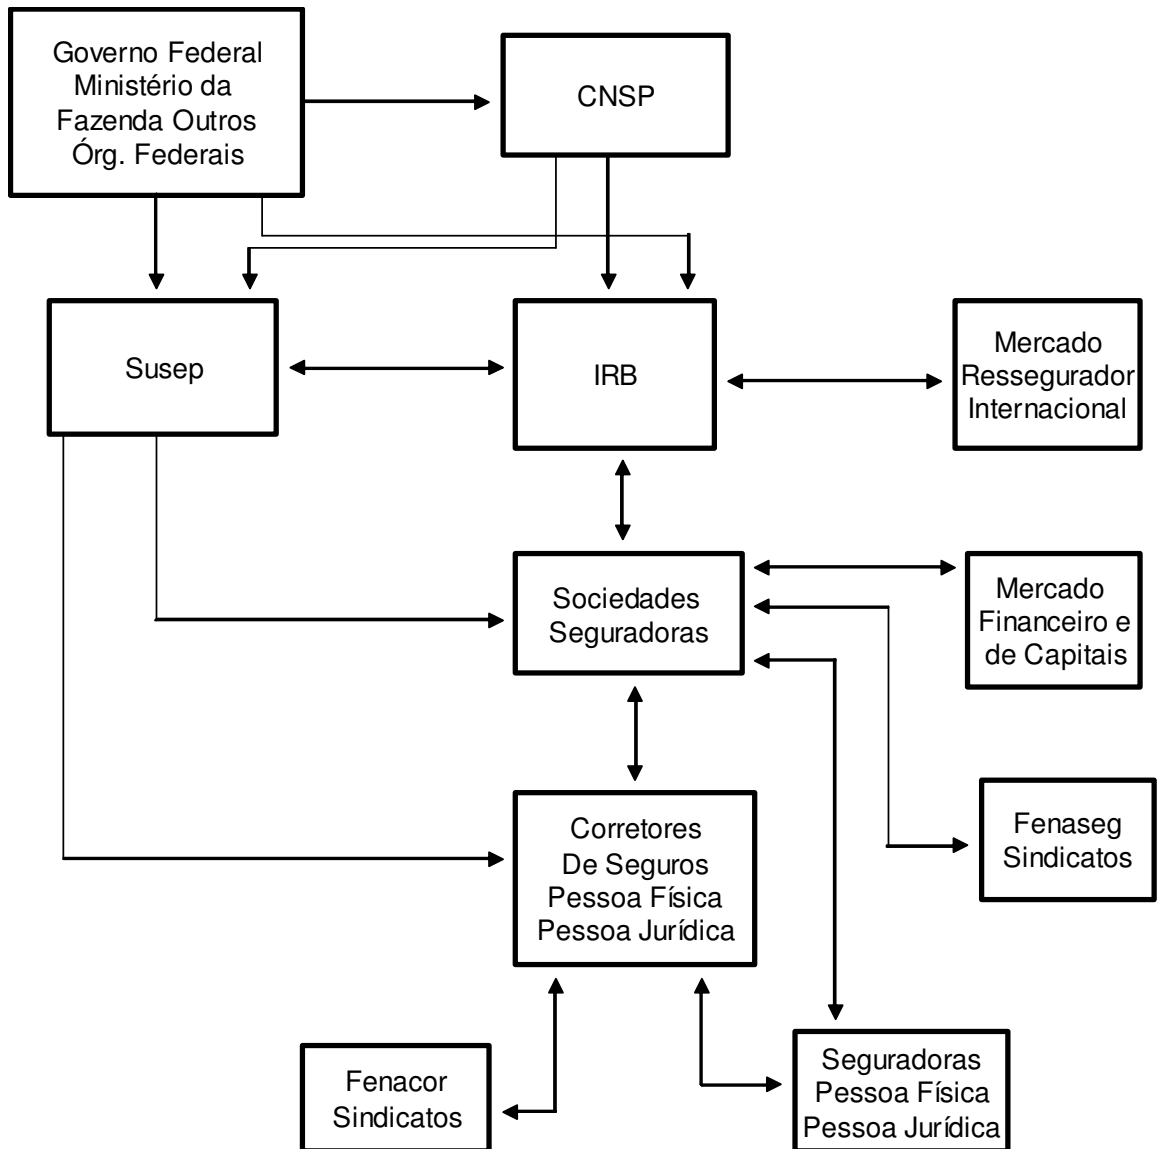 Governo Federal
Ministério da
Fazenda Outros
Órg. Federais
CNSP
Susep
IRB
Mercado
Ressegurador
Internacional
Sociedades
Seguradoras
Mercado
Financeiro e
de Capitais
Corretores
De Seguros
Pessoa Física
Pessoa Jurídica
Fenaseg
Sindicatos
Fenacor
Sindicatos
Seguradoras
Pessoa Física
Pessoa Jurídica